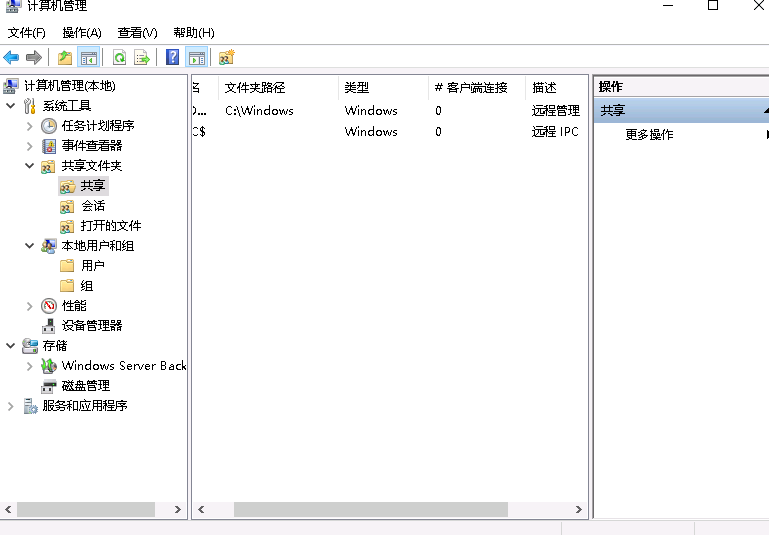 计算机管理
文件(F) 操作(A) 查看(V) 帮助(H)
计算机管理(本地)
系统工具
任务计划程序
事件查看器
共享文件夹
共享
会话
打开的文件
本地用户和组
用户
组
性能
设备管理器
存储
Windows Server Back
磁盘管理
服务和应用程序
名 文件夹路径 类型 # 客户端连接 描述
C:\Windows Windows 0 远程管理
C$ Windows 0 远程 IPC
操作
共享
更多操作